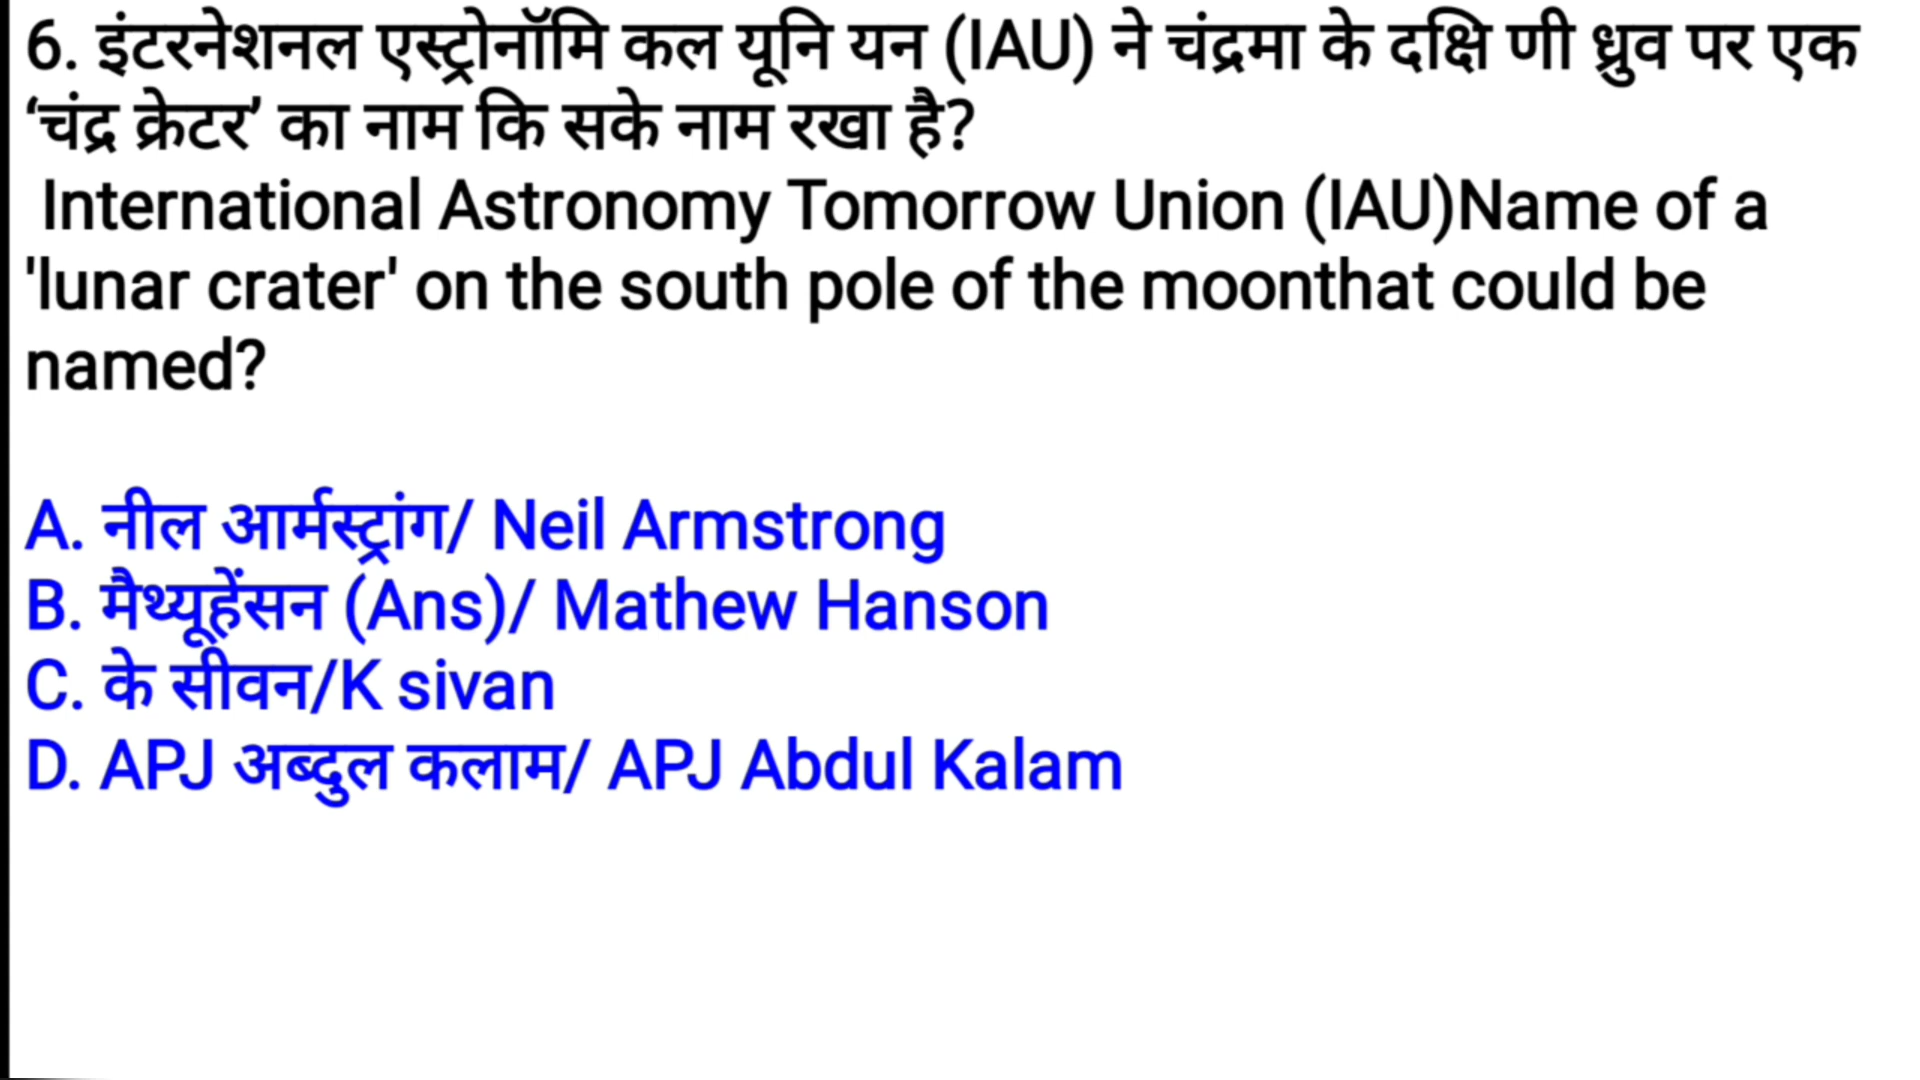 6. इंटरनेशनल एस्ट्रोनॉमि कल यूनि यन (IAU) ने चंद्रमा के दक्षि णी ध्रुव पर एक
‘चंद्र क्रेटर’ का नाम कि सके नाम रखा है?
International Astronomy Tomorrow Union (IAU)Name of a
'lunar crater' on the south pole of the moonthat could be
named?
A. नील आर्मस्ट्रांग/ Neil Armstrong
B. मैथ्यूहेंसन (Ans)/ Mathew Hanson
C. के सीवन/K sivan
D. APJ अब्दुल कलाम/ APJ Abdul Kalam